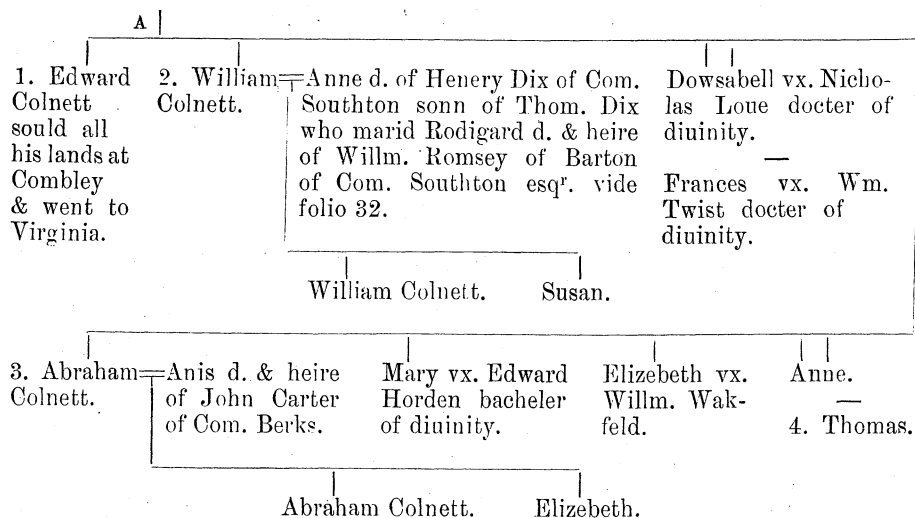 A
1. Edward
Colnett
sould all
his lands at
Combley
& went to
Virginia.
2. William
Colnett.
Anne d. of Henery Dix of Com.
Southton sonn of Thom. Dix
who marid Rodigard d. & heire
of Willm. Romsey of Barton
of Com. Southton esqr. vide
folio 32.
Dowsabell vx. Nicho-
las Loue docter of
diuinity.
—
Frances vx. Wm.
Twist docter of
diuinity.
William Colnett.
Susan.
3. Abraham
Colnett.
Anis d. & heire
of John Carter
of Com. Berks.
Mary vx. Edward
Horden bacheler
of diuinity.
Elizebeth vx.
Willm. Wak-
feld.
Anne.
—
4. Thomas.
Abraham Colnett.
Elizebeth.